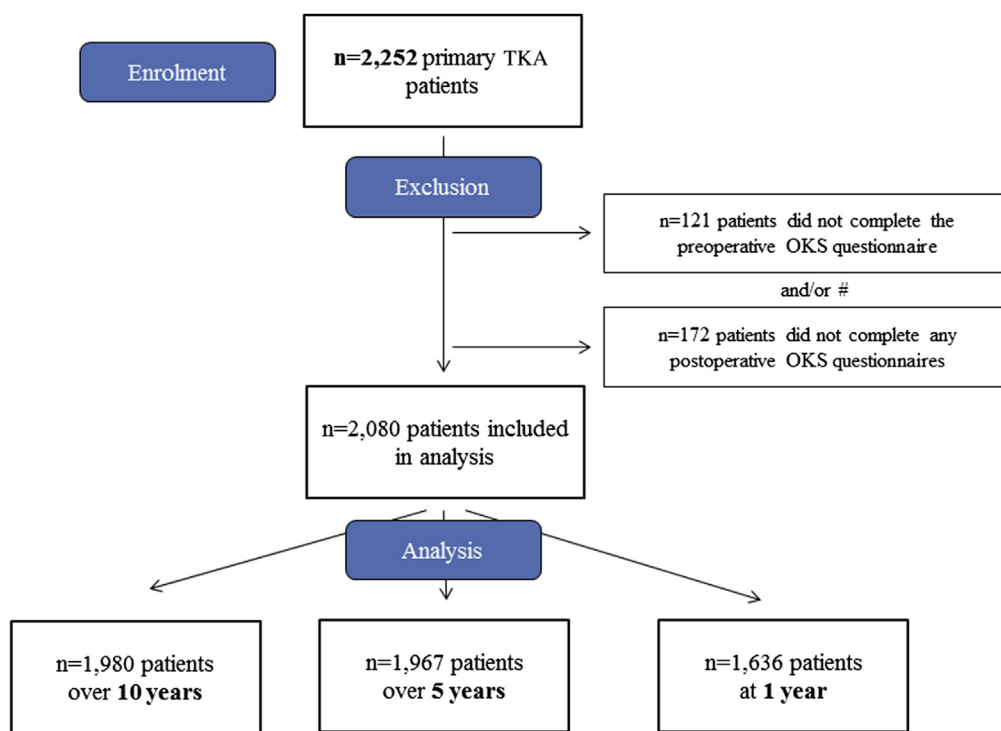 Enrolment
n=2,252 primary TKA
patients
Exclusion
n=121 patients did not complete the
preoperative OKS questionnaire
and/or #
n=172 patients did not complete any
postoperative OKS questionnaires
n=2,080 patients included
in analysis
Analysis
n=1,980 patients
over 10 years
n=1,967 patients
over 5 years
n=1,636 patients
at 1 year